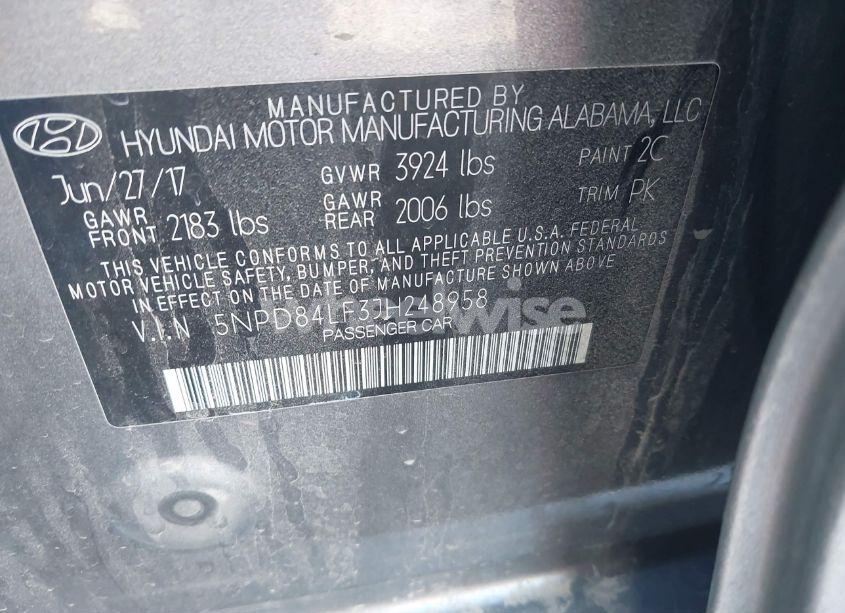 MANUFACTURED BY
HYUNDAI MOTOR MANUFACTURING ALABAMA, LLC
Jun/27/17 GVWR 3924 lbs PAINT 2C
GAWR FRONT 2183 lbs GAWR REAR 2006 lbs TRIM PK
THIS VEHICLE CONFORMS TO ALL APPLICABLE U.S.A. FEDERAL
MOTOR VEHICLE SAFETY, BUMPER, AND THEFT PREVENTION STANDARDS
IN EFFECT ON THE DATE OF MANUFACTURE SHOWN ABOVE
V.I.N 5NPD84LF3JH248958
PASSENGER CAR